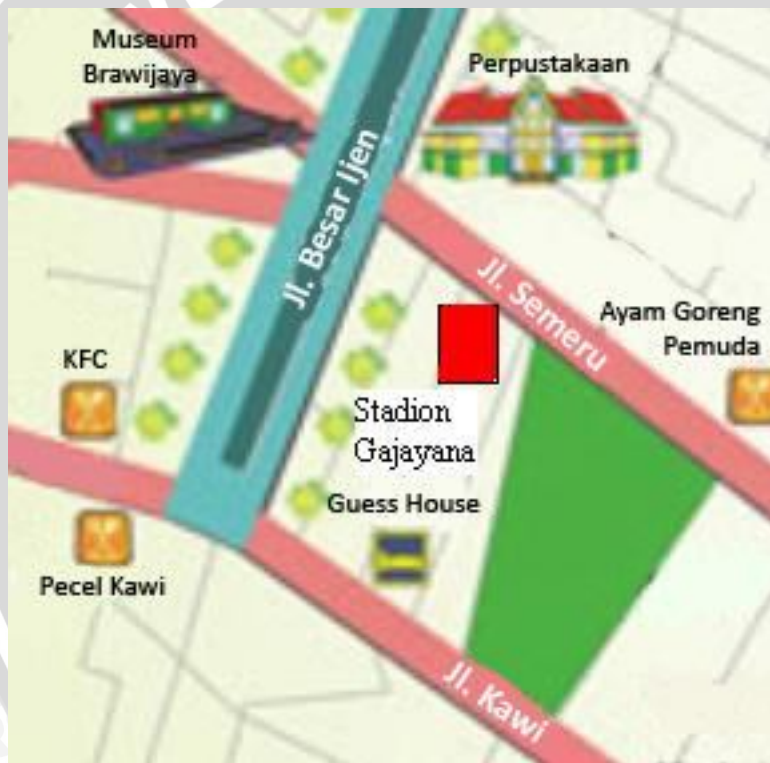 Museum
Brawijaya
Perpustakaan
Jl. Besar Ijen
Jl. Semeru
Ayam Goreng
Pemuda
KFC
Stadion
Gajayana
Guess House
Pecel Kawi
Jl. Kawi